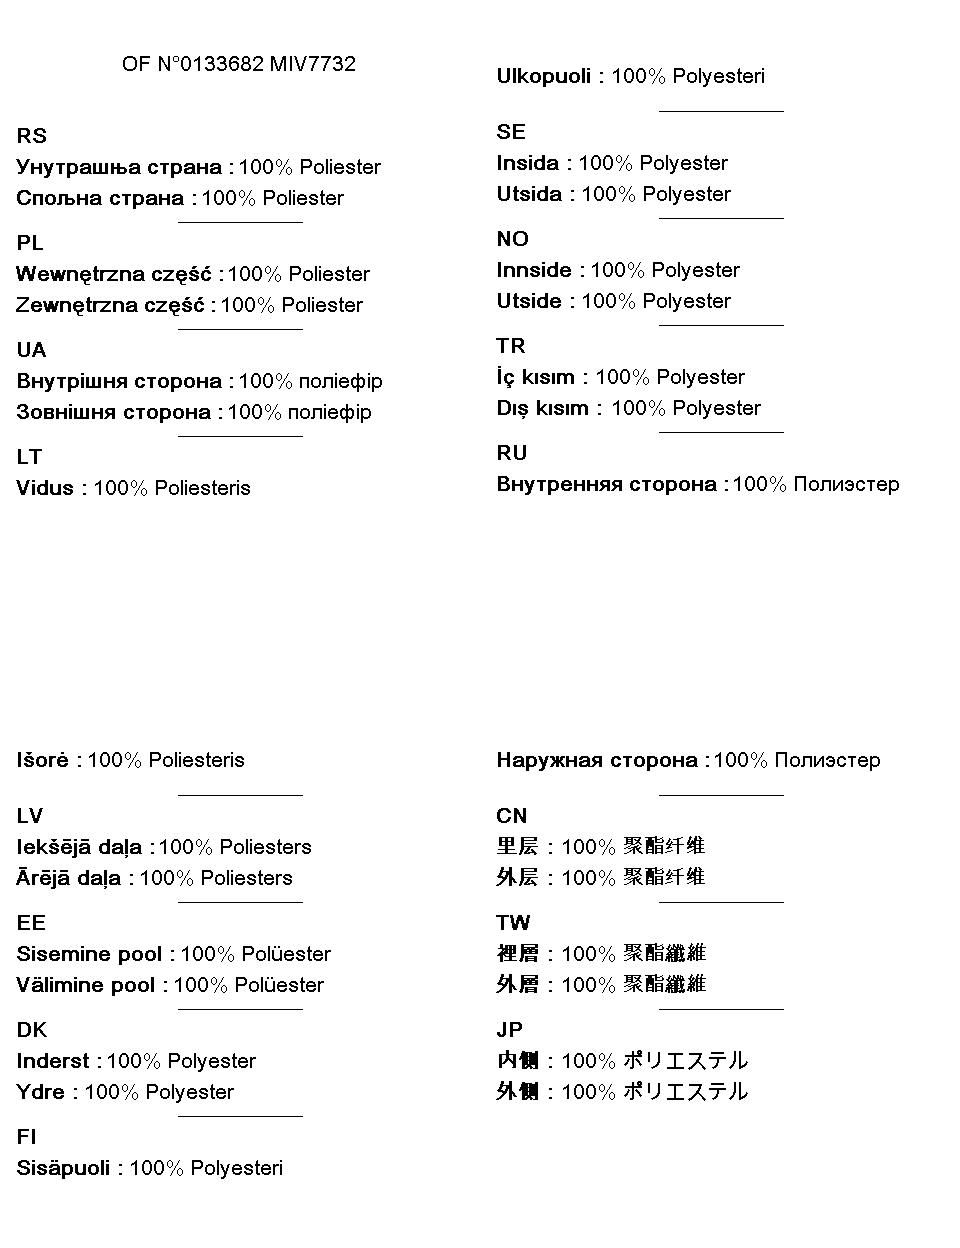 OF N°0133682 MIV7732
RS
Унутрашња страна : 100% Poliester
Спољна страна : 100% Poliester
PL
Wewnętrzna część : 100% Poliester
Zewnętrzna część : 100% Poliester
UA
Внутрішня сторона : 100% поліефір
Зовнішня сторона : 100% поліефір
LT
Vidus : 100% Poliesteris
Išorė : 100% Poliesteris
LV
Iekšējā daļa : 100% Poliesters
Ārējā daļa : 100% Poliesters
EE
Sisemine pool : 100% Polüester
Välimine pool : 100% Polüester
DK
Inderst : 100% Polyester
Ydre : 100% Polyester
FI
Sisäpuoli : 100% Polyesteri
Ulkopuoli : 100% Polyesteri
SE
Insida : 100% Polyester
Utsida : 100% Polyester
NO
Innside : 100% Polyester
Utside : 100% Polyester
TR
İç kısım : 100% Polyester
Dış kısım : 100% Polyester
RU
Внутренняя сторона : 100% Полиэстер
Наружная сторона : 100% Полиэстер
CN
里层 : 100% 聚酯纤维
外层 : 100% 聚酯纤维
TW
裡層 : 100% 聚酯纖維
外層 : 100% 聚酯纖維
JP
内側 : 100% ポリエステル
外側 : 100% ポリエステル